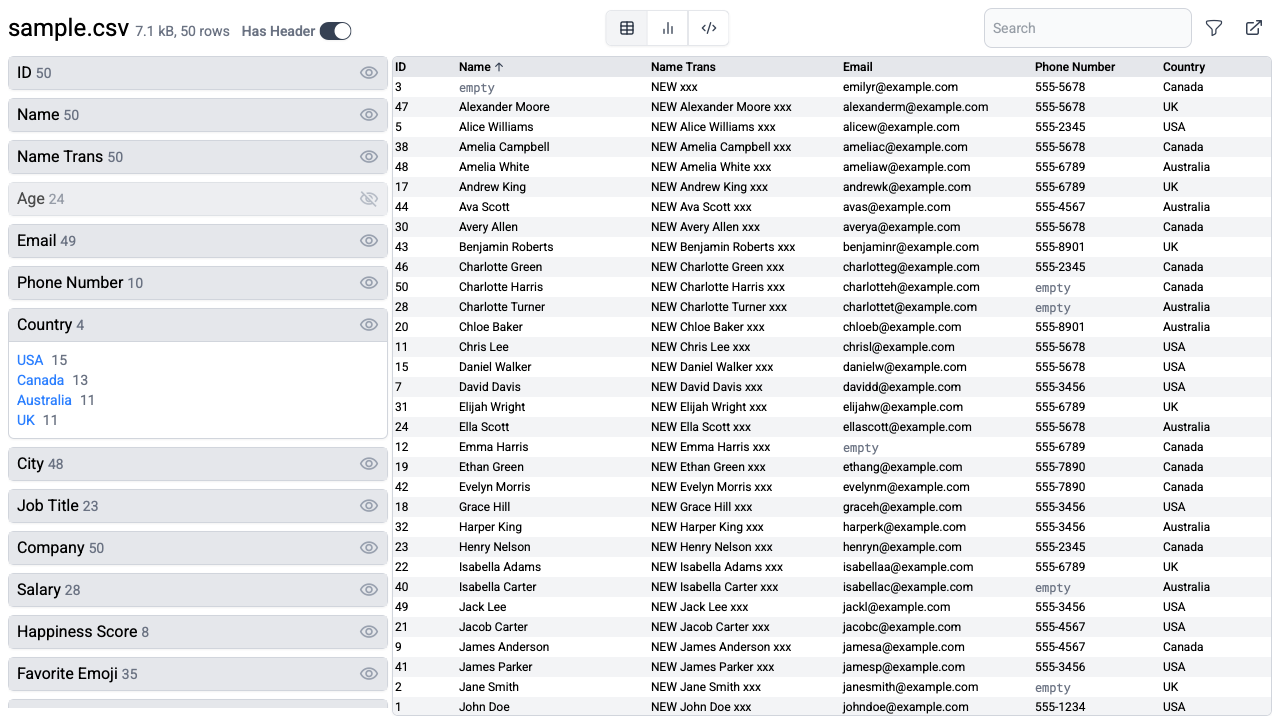 sample.csv 7.1 kB, 50 rows Has Header
Search
ID 50
Name 50
Name Trans 50
Age 24
Email 49
Phone Number 10
Country 4
USA 15
Canada 13
Australia 11
UK 11
City 48
Job Title 23
Company 50
Salary 28
Happiness Score 8
Favorite Emoji 35
ID Name ↑ Name Trans Email Phone Number Country
3 empty NEW xxx emilyr@example.com 555-5678 Canada
47 Alexander Moore NEW Alexander Moore xxx alexanderm@example.com 555-5678 UK
5 Alice Williams NEW Alice Williams xxx alicew@example.com 555-2345 USA
38 Amelia Campbell NEW Amelia Campbell xxx ameliac@example.com 555-5678 Canada
48 Amelia White NEW Amelia White xxx ameliaw@example.com 555-6789 Australia
17 Andrew King NEW Andrew King xxx andrewk@example.com 555-6789 UK
44 Ava Scott NEW Ava Scott xxx avas@example.com 555-4567 Australia
30 Avery Allen NEW Avery Allen xxx averya@example.com 555-5678 Canada
43 Benjamin Roberts NEW Benjamin Roberts xxx benjaminr@example.com 555-8901 UK
46 Charlotte Green NEW Charlotte Green xxx charlotteg@example.com 555-2345 Canada
50 Charlotte Harris NEW Charlotte Harris xxx charlotteh@example.com empty Canada
28 Charlotte Turner NEW Charlotte Turner xxx charlottet@example.com empty Australia
20 Chloe Baker NEW Chloe Baker xxx chloeb@example.com 555-8901 Australia
11 Chris Lee NEW Chris Lee xxx chrisl@example.com 555-5678 USA
15 Daniel Walker NEW Daniel Walker xxx danielw@example.com 555-5678 USA
7 David Davis NEW David Davis xxx davidd@example.com 555-3456 USA
31 Elijah Wright NEW Elijah Wright xxx elijahw@example.com 555-6789 UK
24 Ella Scott NEW Ella Scott xxx ellascott@example.com 555-5678 Australia
12 Emma Harris NEW Emma Harris xxx empty 555-6789 Canada
19 Ethan Green NEW Ethan Green xxx ethang@example.com 555-7890 Canada
42 Evelyn Morris NEW Evelyn Morris xxx evelynm@example.com 555-7890 Canada
18 Grace Hill NEW Grace Hill xxx graceh@example.com 555-3456 USA
32 Harper King NEW Harper King xxx harperk@example.com 555-3456 Australia
23 Henry Nelson NEW Henry Nelson xxx henryn@example.com 555-2345 Canada
22 Isabella Adams NEW Isabella Adams xxx isabellaa@example.com 555-6789 UK
40 Isabella Carter NEW Isabella Carter xxx isabellac@example.com empty Australia
49 Jack Lee NEW Jack Lee xxx jackl@example.com 555-3456 USA
21 Jacob Carter NEW Jacob Carter xxx jacobc@example.com 555-4567 USA
9 James Anderson NEW James Anderson xxx jamesa@example.com 555-4567 Canada
41 James Parker NEW James Parker xxx jamesp@example.com 555-3456 USA
2 Jane Smith NEW Jane Smith xxx janesmith@example.com empty UK
1 John Doe NEW John Doe xxx johndoe@example.com 555-1234 USA